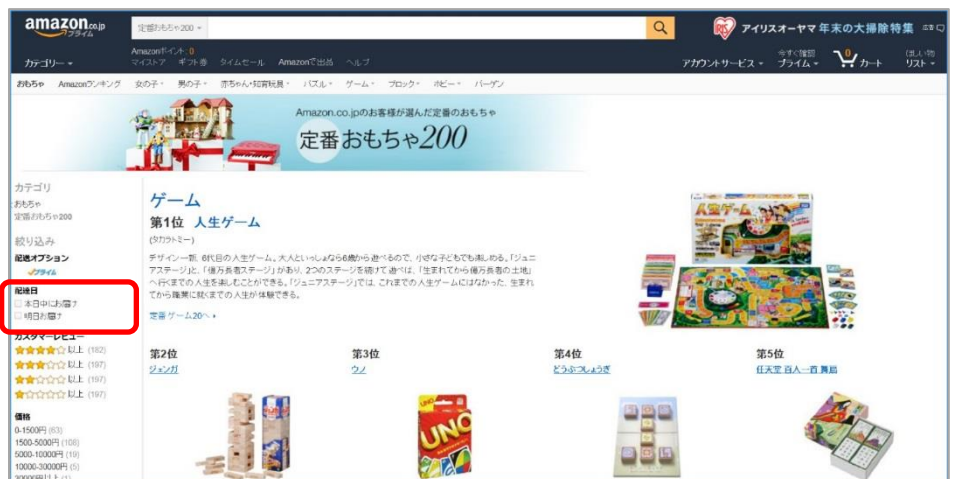 amazon.co.jp
プライム
定番おもちゃ200
アイリスオーヤマ 年末の大掃除特集
広告
カテゴリー
Amazonポイント: 0
マイストア ギフト券 タイムセール Amazonで出品 ヘルプ
アカウントサービス
今すぐ確認
プライム
0
カート
ほしい物
リスト
おもちゃ Amazonランキング 女の子 男の子 赤ちゃん・知育玩具 パズル ゲーム ブロック ホビー バーゲン
Amazon.co.jpのお客様が選んだ定番のおもちゃ
定番おもちゃ200
カテゴリ
おもちゃ
定番おもちゃ200
絞り込み
配送オプション
プライム
配達日
本日中にお届け
明日お届け
カスタマーレビュー
以上 (182)
以上 (197)
以上 (197)
以上 (197)
価格
0-1500円 (63)
1500-5000円 (108)
5000-10000円 (19)
10000-30000円 (5)
ゲーム
第1位 人生ゲーム
(タカラトミー)
デザイン一新、6代目の人生ゲーム。大人といっしょなら6歳から遊べるので、小さな子どもでも楽しめる。「ジュニ
アステージ」と、「億万長者ステージ」があり、2つのステージを続けて遊べば、「生まれてから億万長者の土地」
へ行くまでの人生を楽しむことができる。「ジュニアステージ」では、これまでの人生ゲームにはなかった、生まれ
てから職業に就くまでの人生が体験できる。
定番ゲーム20へ
人生ゲーム
第2位
ジェンガ
第3位
ウノ
第4位
どうぶつしょうぎ
第5位
任天堂 百人一首 舞扇
UNO